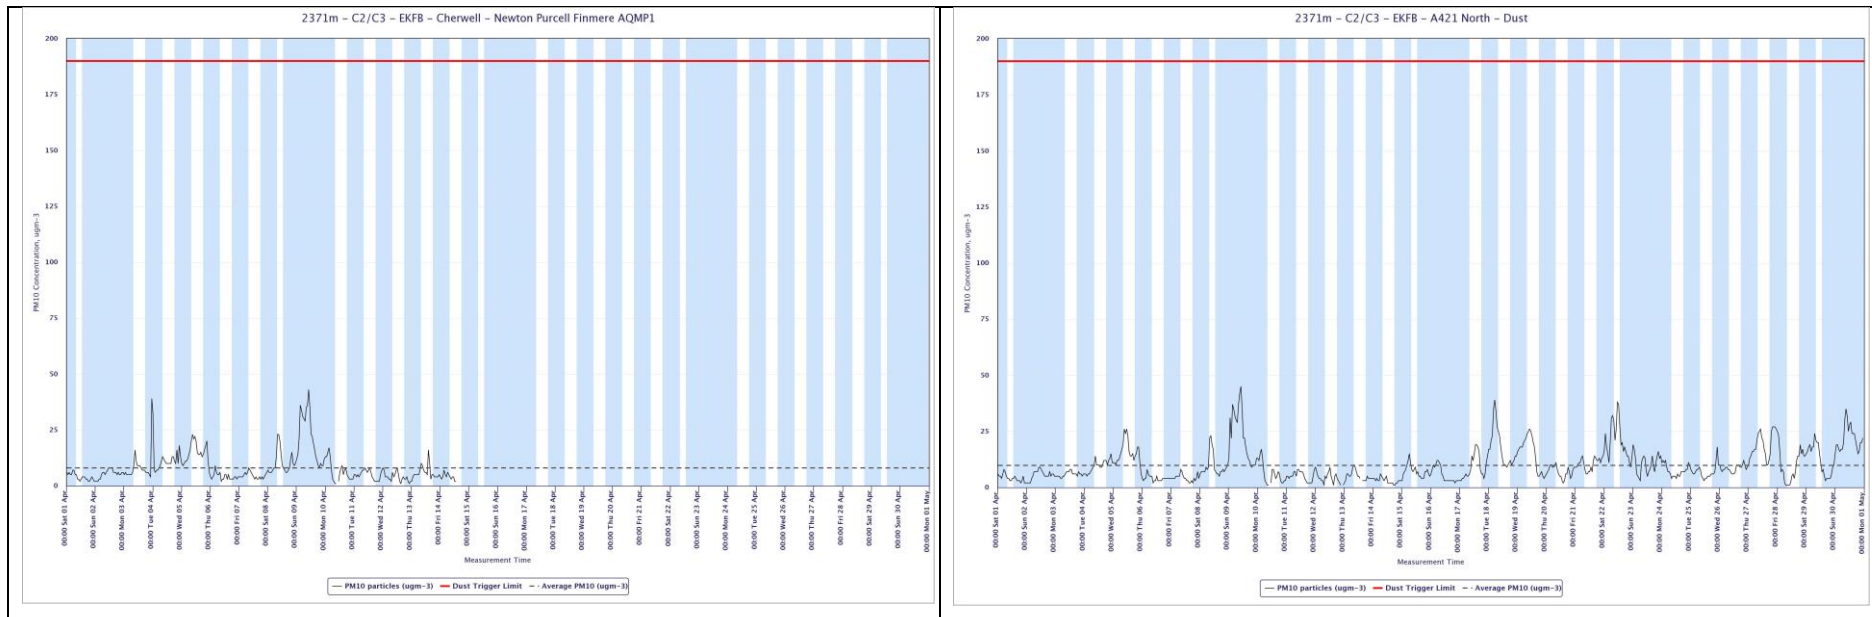 2371m – C2/C3 – EKFB – Cherwell – Newton Purcell Finmere AQMP1
200
175
150
125
100
75
50
25
0
PM10 Concentration, ugm-3
00:00 Sat 01 Apr
00:00 Sun 02 Apr
00:00 Mon 03 Apr
00:00 Tue 04 Apr
00:00 Wed 05 Apr
00:00 Thu 06 Apr
00:00 Fri 07 Apr
00:00 Sat 08 Apr
00:00 Sun 09 Apr
00:00 Mon 10 Apr
00:00 Tue 11 Apr
00:00 Wed 12 Apr
00:00 Thu 13 Apr
00:00 Fri 14 Apr
00:00 Sat 15 Apr
00:00 Sun 16 Apr
00:00 Mon 17 Apr
00:00 Tue 18 Apr
00:00 Wed 19 Apr
00:00 Thu 20 Apr
00:00 Fri 21 Apr
00:00 Sat 22 Apr
00:00 Sun 23 Apr
00:00 Mon 24 Apr
00:00 Tue 25 Apr
00:00 Wed 26 Apr
00:00 Thu 27 Apr
00:00 Fri 28 Apr
00:00 Sat 29 Apr
00:00 Sun 30 Apr
00:00 Mon 01 May
Measurement Time
PM10 particles (ugm-3) Dust Trigger Limit Average PM10 (ugm-3)
2371m – C2/C3 – EKFB – A421 North – Dust
200
175
150
125
100
75
50
25
0
PM10 Concentration, ugm-3
00:00 Sat 01 Apr
00:00 Sun 02 Apr
00:00 Mon 03 Apr
00:00 Tue 04 Apr
00:00 Wed 05 Apr
00:00 Thu 06 Apr
00:00 Fri 07 Apr
00:00 Sat 08 Apr
00:00 Sun 09 Apr
00:00 Mon 10 Apr
00:00 Tue 11 Apr
00:00 Wed 12 Apr
00:00 Thu 13 Apr
00:00 Fri 14 Apr
00:00 Sat 15 Apr
00:00 Sun 16 Apr
00:00 Mon 17 Apr
00:00 Tue 18 Apr
00:00 Wed 19 Apr
00:00 Thu 20 Apr
00:00 Fri 21 Apr
00:00 Sat 22 Apr
00:00 Sun 23 Apr
00:00 Mon 24 Apr
00:00 Tue 25 Apr
00:00 Wed 26 Apr
00:00 Thu 27 Apr
00:00 Fri 28 Apr
00:00 Sat 29 Apr
00:00 Sun 30 Apr
00:00 Mon 01 May
Measurement Time
PM10 particles (ugm-3) Dust Trigger Limit Average PM10 (ugm-3)